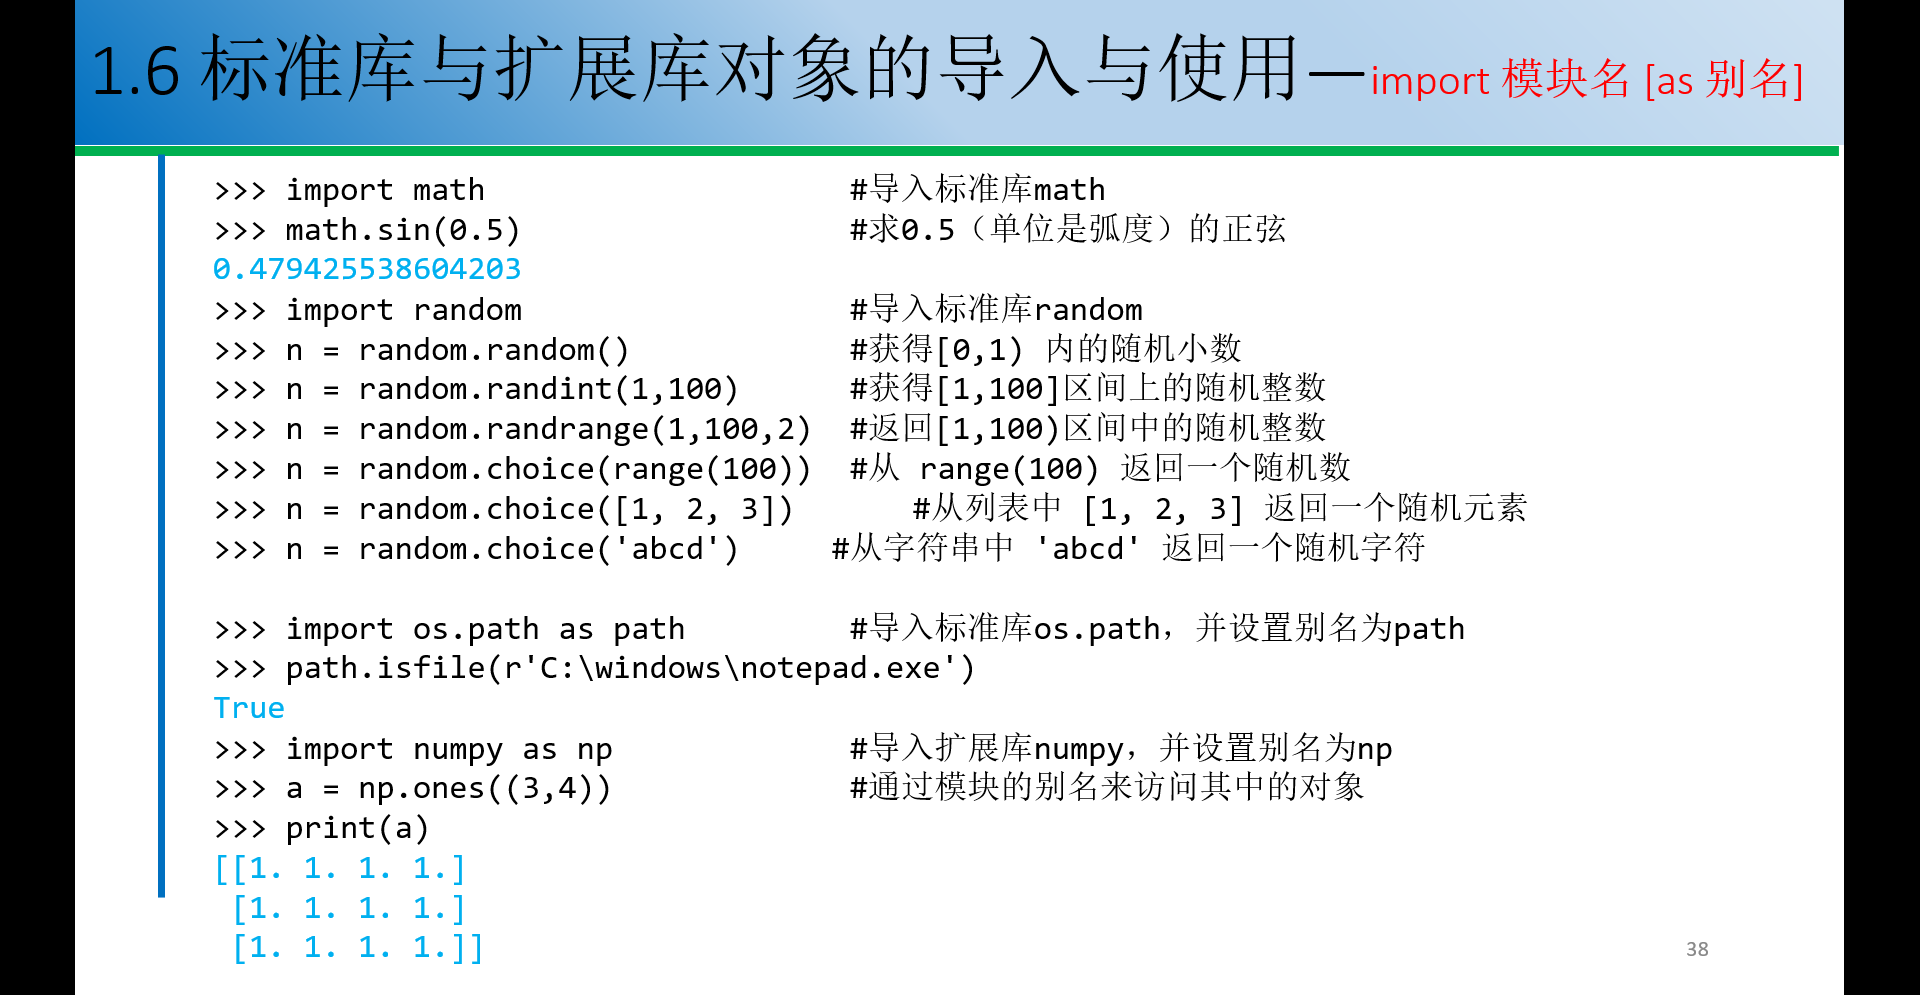 1.6 标准库与扩展库对象的导入与使用—import 模块名 [as 别名]
>>> import math #导入标准库math
>>> math.sin(0.5) #求0.5（单位是弧度）的正弦
0.479425538604203
>>> import random #导入标准库random
>>> n = random.random() #获得[0,1) 内的随机小数
>>> n = random.randint(1,100) #获得[1,100]区间上的随机整数
>>> n = random.randrange(1,100,2) #返回[1,100)区间中的随机整数
>>> n = random.choice(range(100)) #从 range(100) 返回一个随机数
>>> n = random.choice([1, 2, 3]) #从列表中 [1, 2, 3] 返回一个随机元素
>>> n = random.choice('abcd') #从字符串中 'abcd' 返回一个随机字符
>>> import os.path as path #导入标准库os.path，并设置别名为path
>>> path.isfile(r'C:\windows\notepad.exe')
True
>>> import numpy as np #导入扩展库numpy，并设置别名为np
>>> a = np.ones((3,4)) #通过模块的别名来访问其中的对象
>>> print(a)
[[1. 1. 1. 1.]
[1. 1. 1. 1.]
[1. 1. 1. 1.]]
38